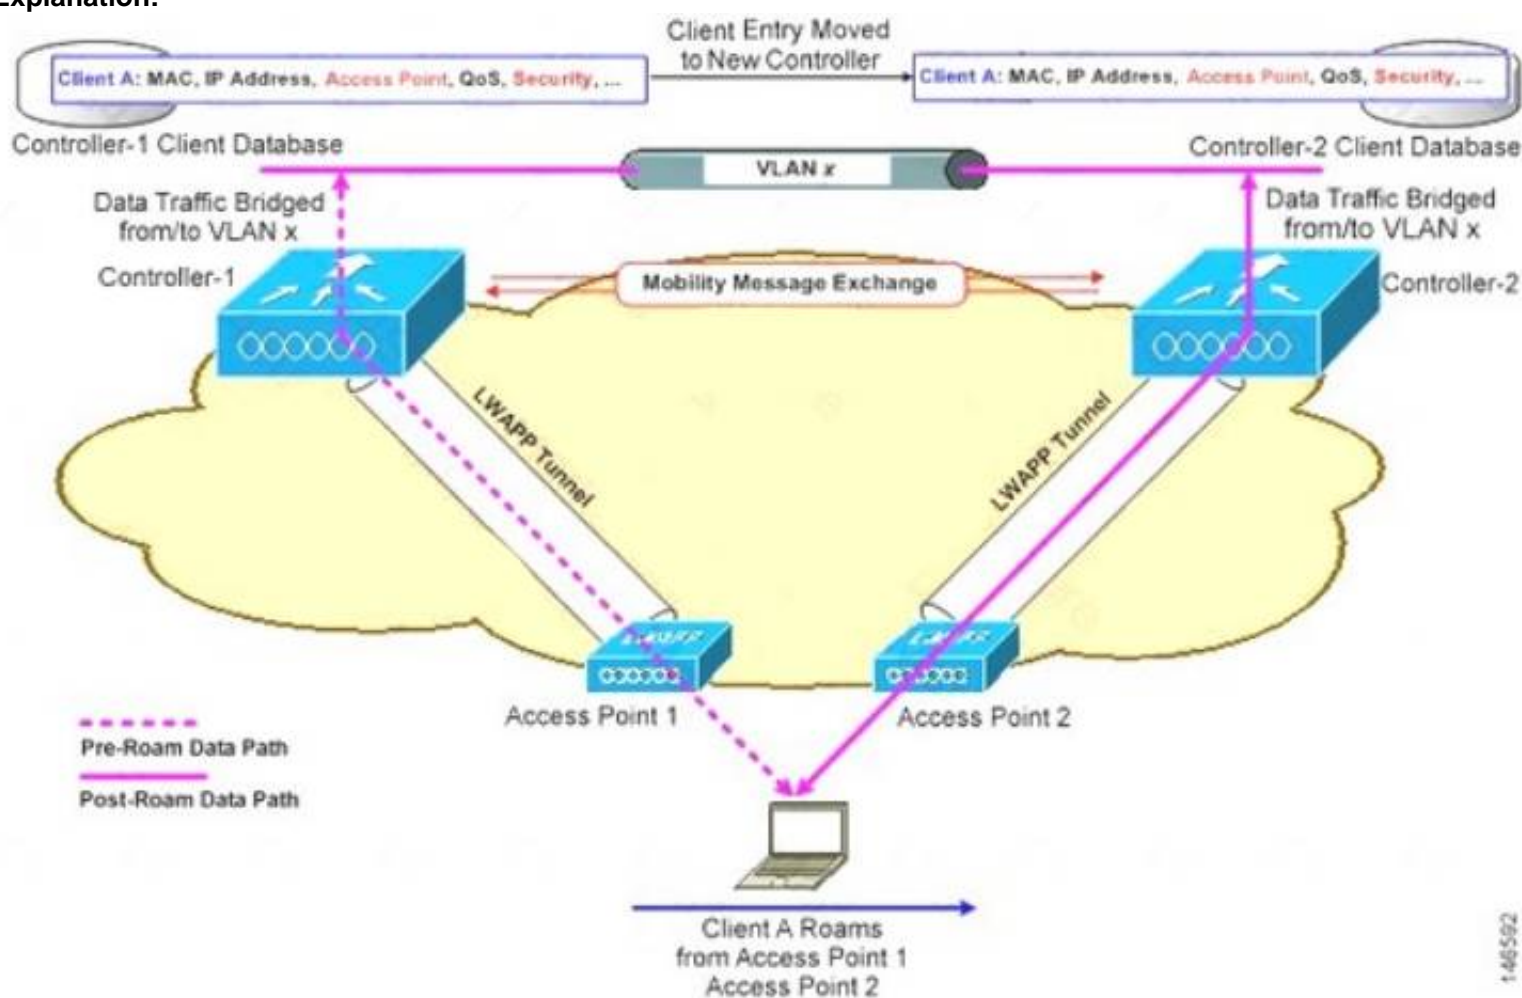 Explanation:
Client Entry Moved
to New Controller
Client A: MAC, IP Address, Access Point, QoS, Security, ...
Client A: MAC, IP Address, Access Point, QoS, Security, ...
Controller-1 Client Database
Controller-2 Client Database
VLAN x
Data Traffic Bridged
from/to VLAN x
Data Traffic Bridged
from/to VLAN x
Controller-1
Mobility Message Exchange
Controller-2
LWAPP Tunnel
LWAPP Tunnel
LWAPP
LWAPP
Access Point 1
Access Point 2
Pre-Roam Data Path
Post-Roam Data Path
Client A Roams
from Access Point 1
Access Point 2
146592